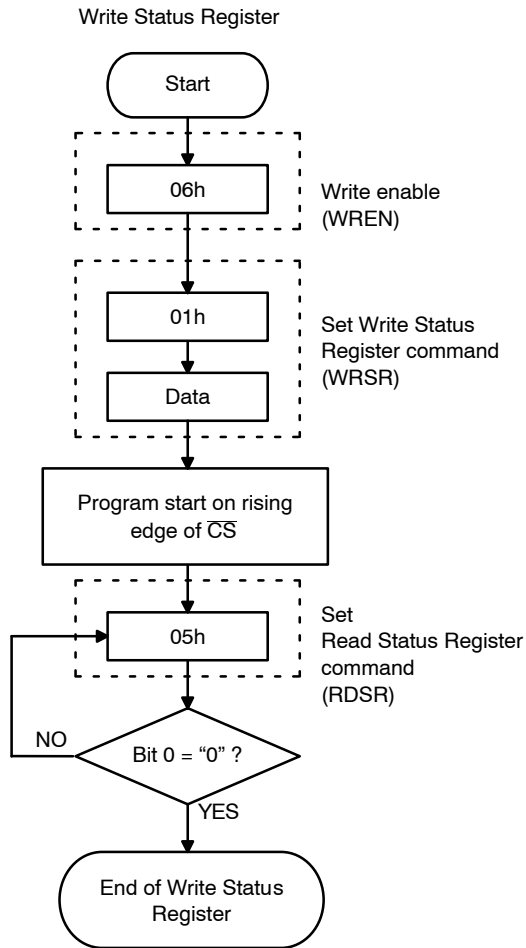 Write Status Register
Start
06h
Write enable
(WREN)
01h
Set Write Status
Register command
(WRSR)
Data
Program start on rising
edge of C̅S̅
05h
Set
Read Status Register
command
(RDSR)
NO
Bit 0 = “0” ?
YES
End of Write Status
Register